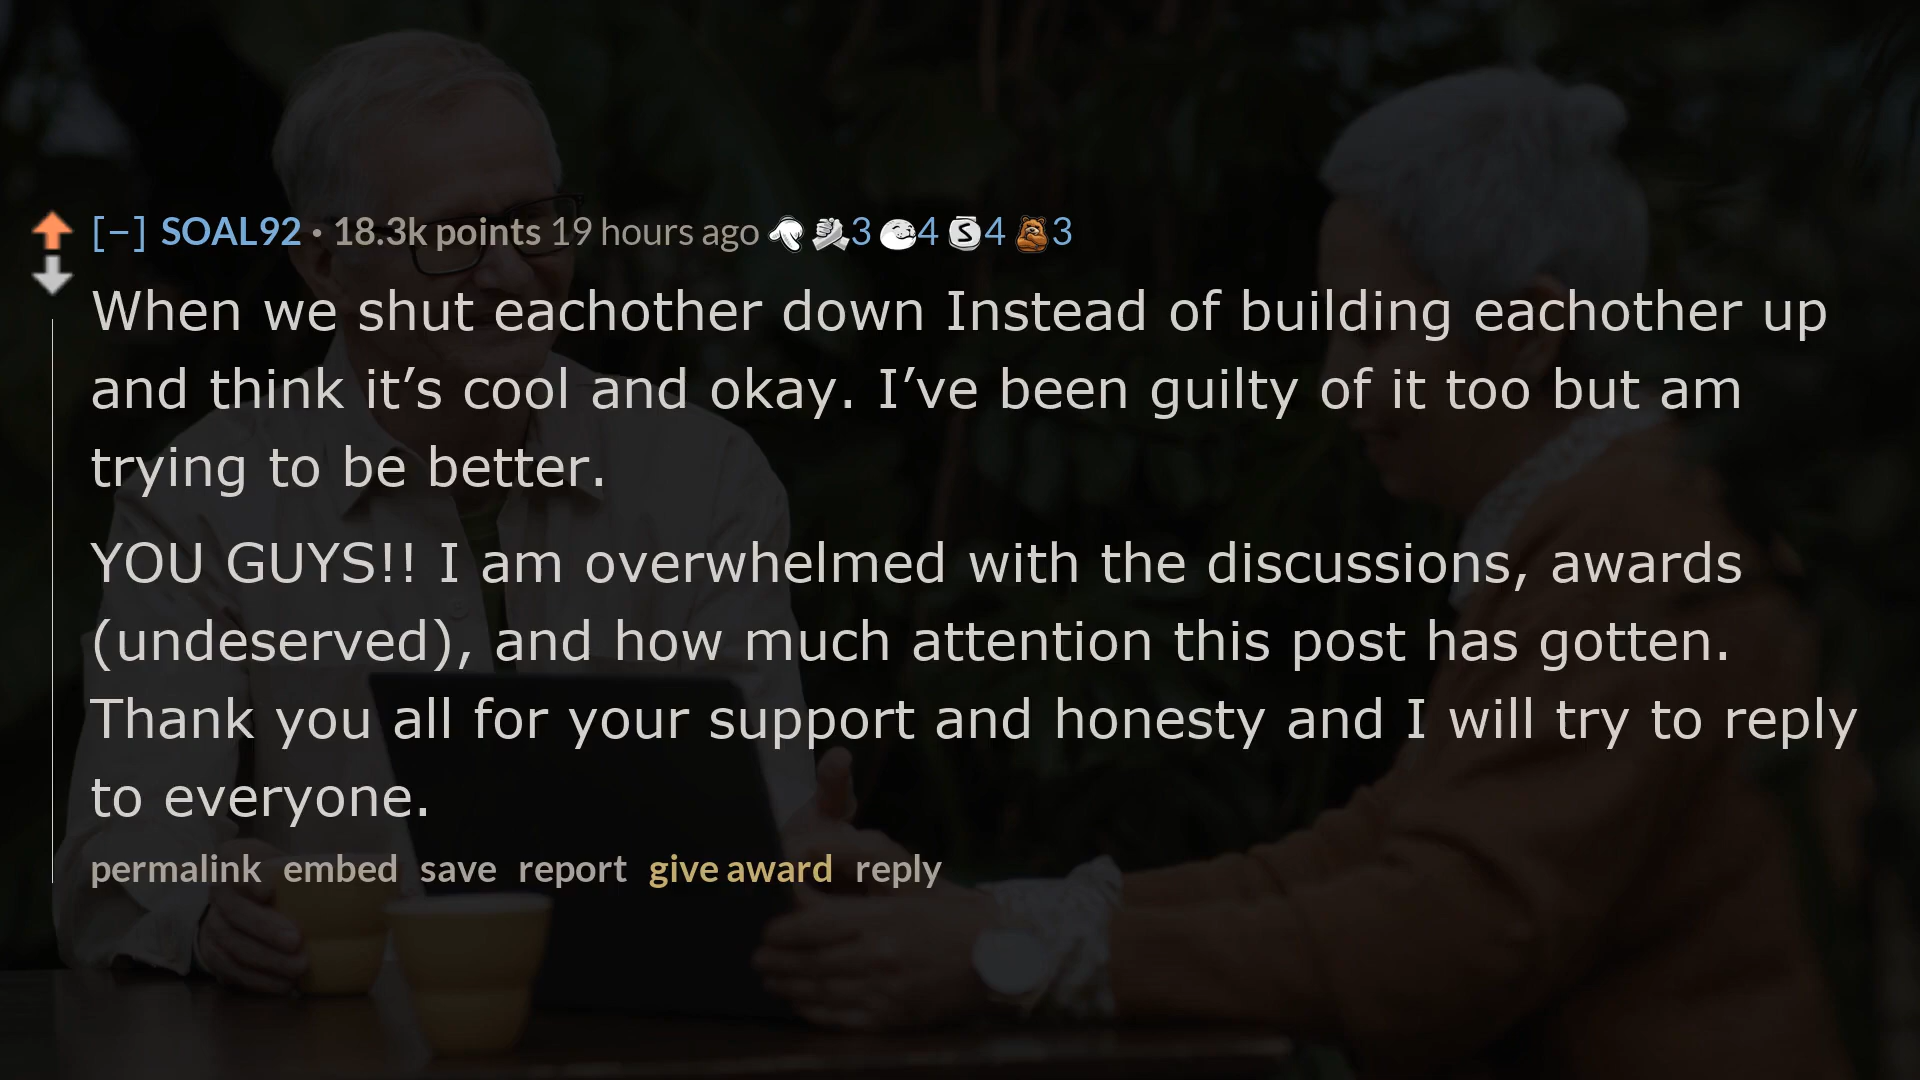 [−] SOAL92 · 18.3k points 19 hours ago 3 4 S 4 3
When we shut eachother down Instead of building eachother up
and think it’s cool and okay. I’ve been guilty of it too but am
trying to be better.
YOU GUYS!! I am overwhelmed with the discussions, awards
(undeserved), and how much attention this post has gotten.
Thank you all for your support and honesty and I will try to reply
to everyone.
permalink embed save report give award reply